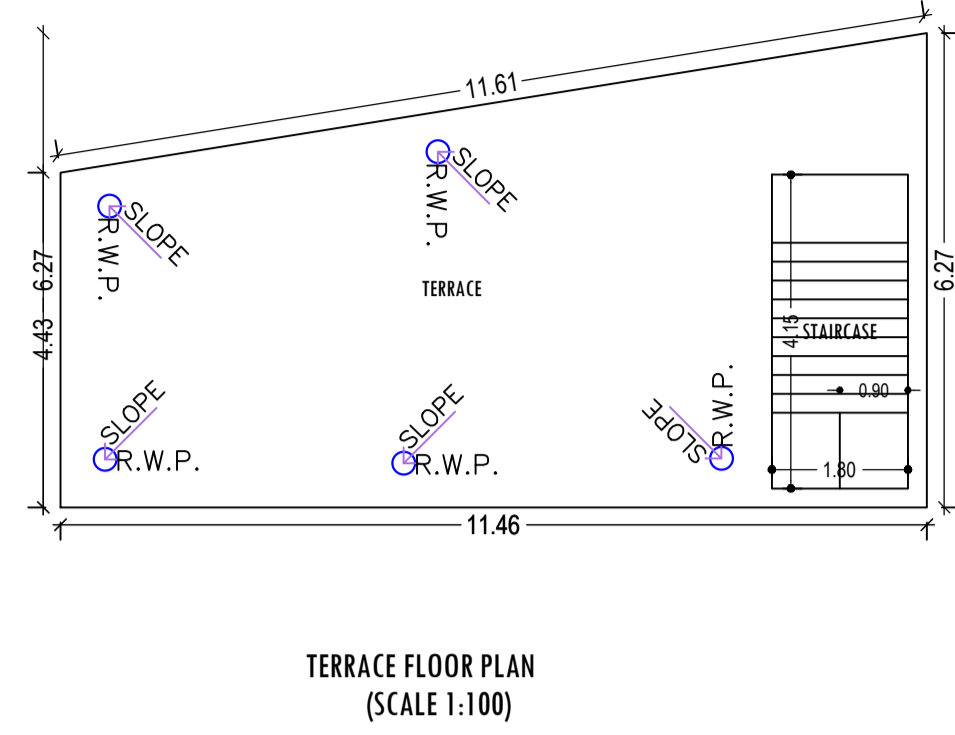 11.61
SLOPE
R.W.P.
SLOPE
R.W.P.
6.27
4.43
TERRACE
6.27
4.15
STAIRCASE
0.90
1.80
SLOPE
R.W.P.
SLOPE
R.W.P.
SLOPE
R.W.P.
11.46
TERRACE FLOOR PLAN
(SCALE 1:100)